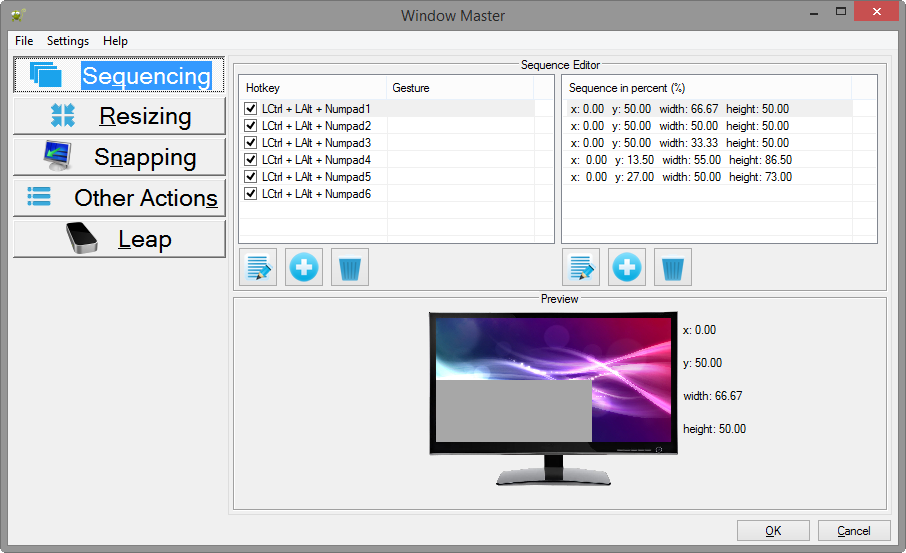 Window Master
File Settings Help
Sequencing
Resizing
Snapping
Other Actions
Leap
Sequence Editor
Hotkey Gesture
LCtrl + LAlt + Numpad1
LCtrl + LAlt + Numpad2
LCtrl + LAlt + Numpad3
LCtrl + LAlt + Numpad4
LCtrl + LAlt + Numpad5
LCtrl + LAlt + Numpad6
Sequence in percent (%)
x: 0.00 y: 50.00 width: 66.67 height: 50.00
x: 0.00 y: 50.00 width: 50.00 height: 50.00
x: 0.00 y: 50.00 width: 33.33 height: 50.00
x: 0.00 y: 13.50 width: 55.00 height: 86.50
x: 0.00 y: 27.00 width: 50.00 height: 73.00
Preview
x: 0.00
y: 50.00
width: 66.67
height: 50.00
OK Cancel